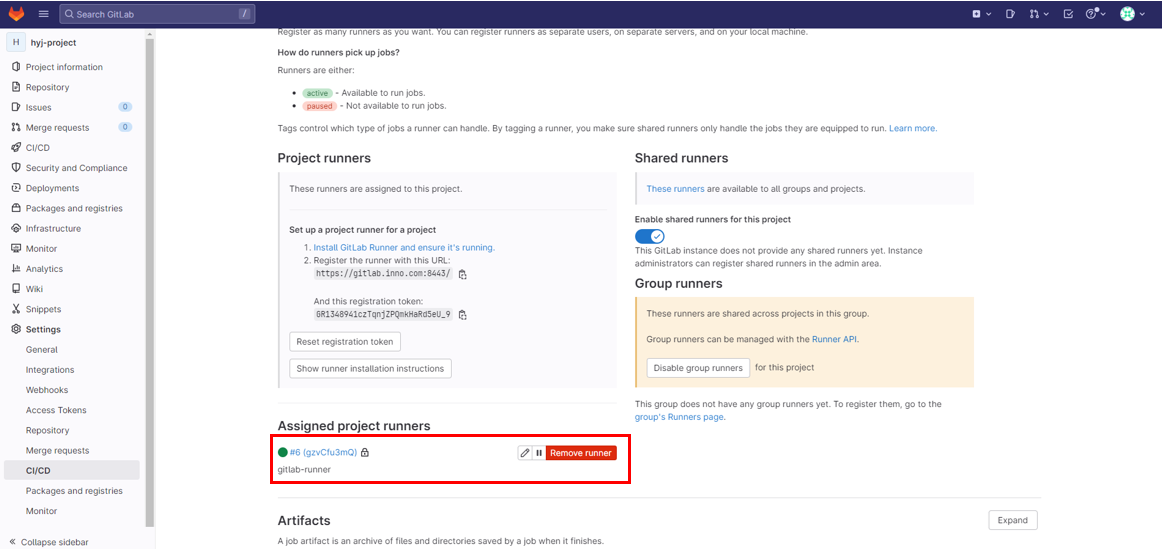 Search GitLab
/
H hyj-project
Project information
Repository
Issues 0
Merge requests 0
CI/CD
Security and Compliance
Deployments
Packages and registries
Infrastructure
Monitor
Analytics
Wiki
Snippets
Settings
General
Integrations
Webhooks
Access Tokens
Repository
Merge requests
CI/CD
Packages and registries
Monitor
Collapse sidebar
Register as many runners as you want. You can register runners as separate users, on separate servers, and on your local machine.
How do runners pick up jobs?
Runners are either:
active - Available to run jobs.
paused - Not available to run jobs.
Tags control which type of jobs a runner can handle. By tagging a runner, you make sure shared runners only handle the jobs they are equipped to run. Learn more.
Project runners
These runners are assigned to this project.
Set up a project runner for a project
1. Install GitLab Runner and ensure it's running.
2. Register the runner with this URL:
https://gitlab.inno.com:8443/
And this registration token:
GR1348941czTqnjZPQmkHaRd5eU_9
Reset registration token
Show runner installation instructions
Assigned project runners
#6 (gzvCfu3mQ)
Remove runner
gitlab-runner
Shared runners
These runners are available to all groups and projects.
Enable shared runners for this project
This GitLab instance does not provide any shared runners yet. Instance
administrators can register shared runners in the admin area.
Group runners
These runners are shared across projects in this group.
Group runners can be managed with the Runner API.
Disable group runners for this project
This group does not have any group runners yet. To register them, go to the
group's Runners page.
Artifacts
Expand
A job artifact is an archive of files and directories saved by a job when it finishes.